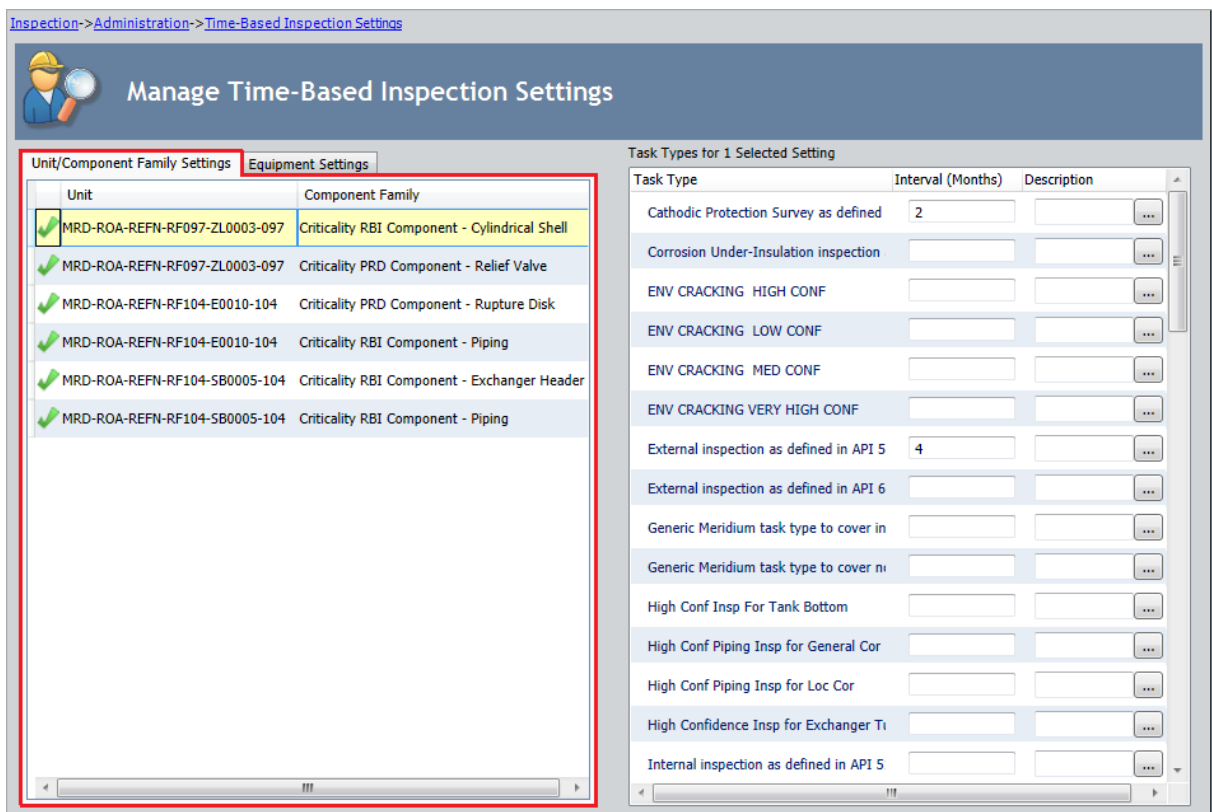 Inspection->Administration->Time-Based Inspection Settings
Manage Time-Based Inspection Settings
Unit/Component Family Settings
Equipment Settings
Unit Component Family
MRD-ROA-REFN-RF097-ZL0003-097 Criticality RBI Component - Cylindrical Shell
MRD-ROA-REFN-RF097-ZL0003-097 Criticality PRD Component - Relief Valve
MRD-ROA-REFN-RF104-E0010-104 Criticality PRD Component - Rupture Disk
MRD-ROA-REFN-RF104-E0010-104 Criticality RBI Component - Piping
MRD-ROA-REFN-RF104-SB0005-104 Criticality RBI Component - Exchanger Header
MRD-ROA-REFN-RF104-SB0005-104 Criticality RBI Component - Piping
Task Types for 1 Selected Setting
Task Type Interval (Months) Description
Cathodic Protection Survey as defined 2 ...
Corrosion Under-Insulation inspection ...
ENV CRACKING HIGH CONF ...
ENV CRACKING LOW CONF ...
ENV CRACKING MED CONF ...
ENV CRACKING VERY HIGH CONF ...
External inspection as defined in API 5 4 ...
External inspection as defined in API 6 ...
Generic Meridium task type to cover in ...
Generic Meridium task type to cover ...
High Conf Insp For Tank Bottom ...
High Conf Piping Insp for General Cor ...
High Conf Piping Insp for Loc Cor ...
High Confidence Insp for Exchanger ...
Internal inspection as defined in API 5 ...